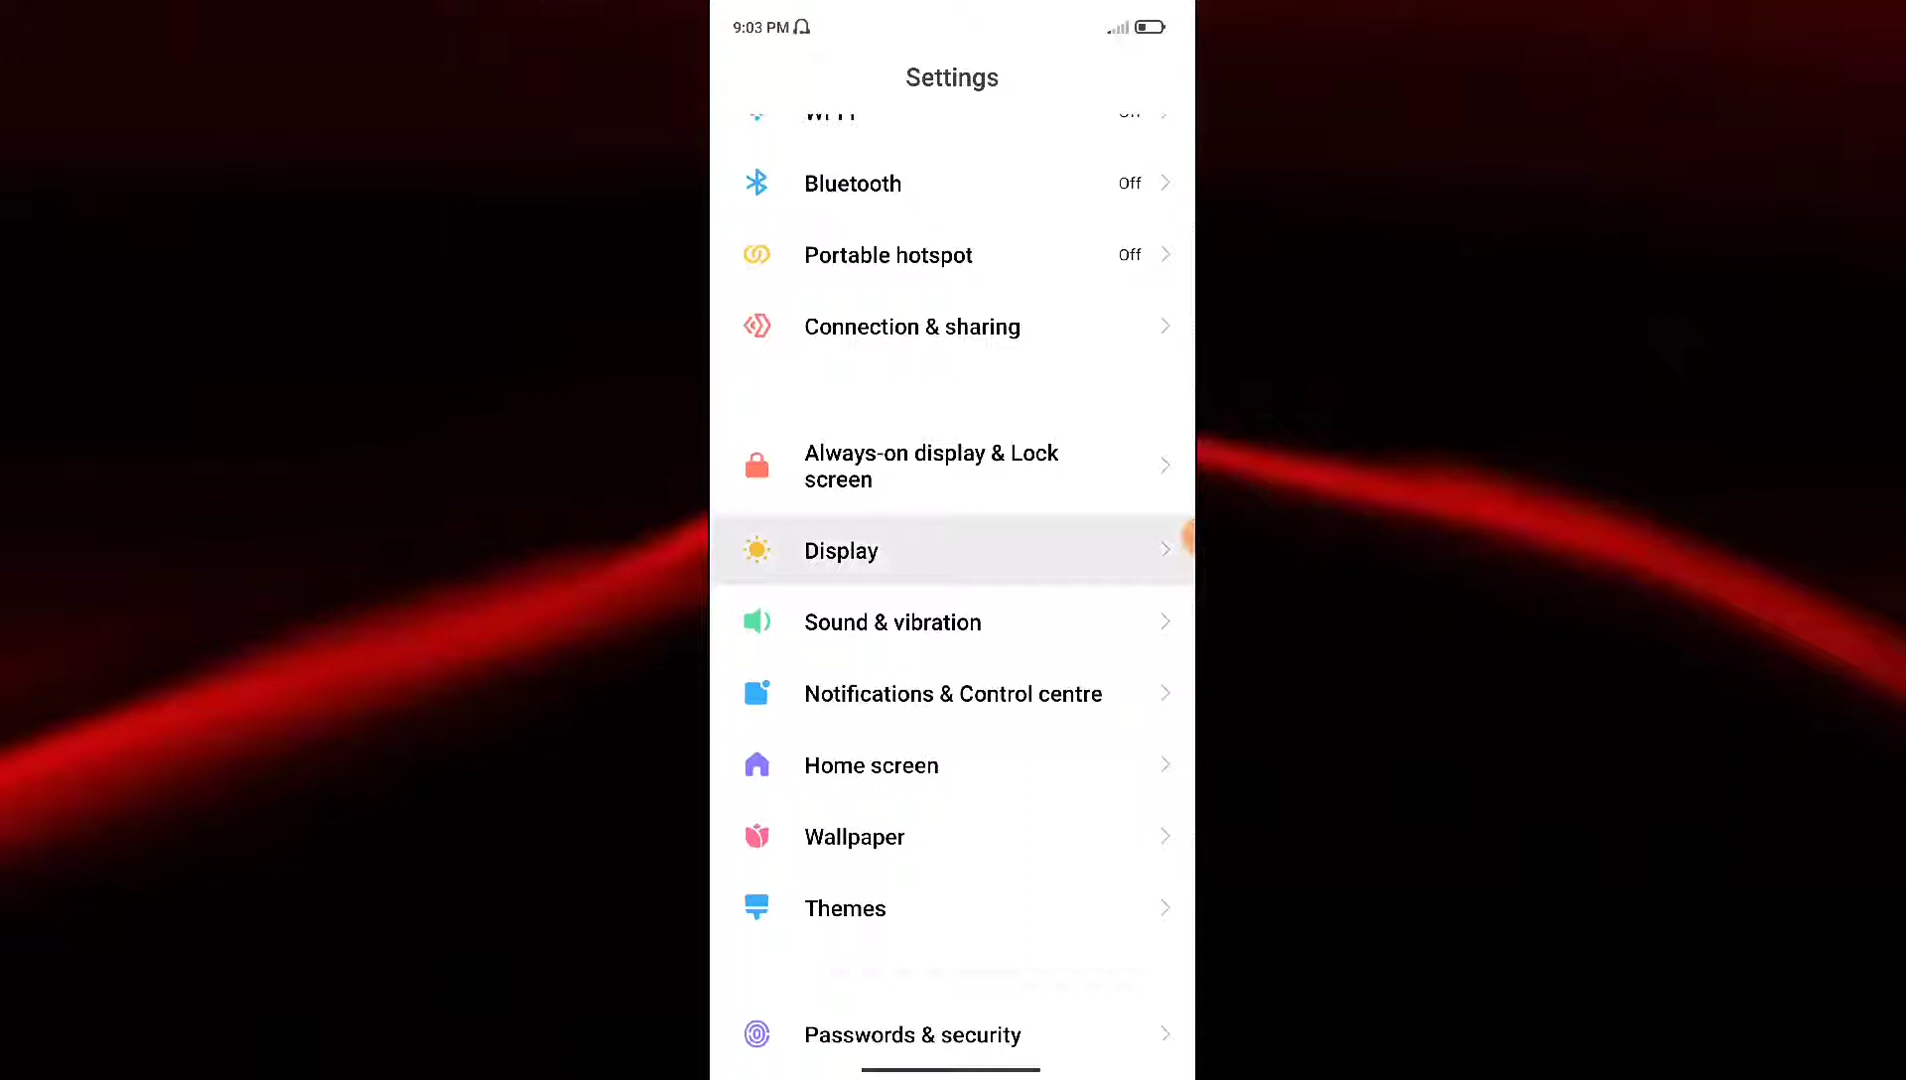 9:03 PM
Settings
Bluetooth Off
Portable hotspot Off
Connection & sharing
Always-on display & Lock
screen
Display
Sound & vibration
Notifications & Control centre
Home screen
Wallpaper
Themes
Passwords & security